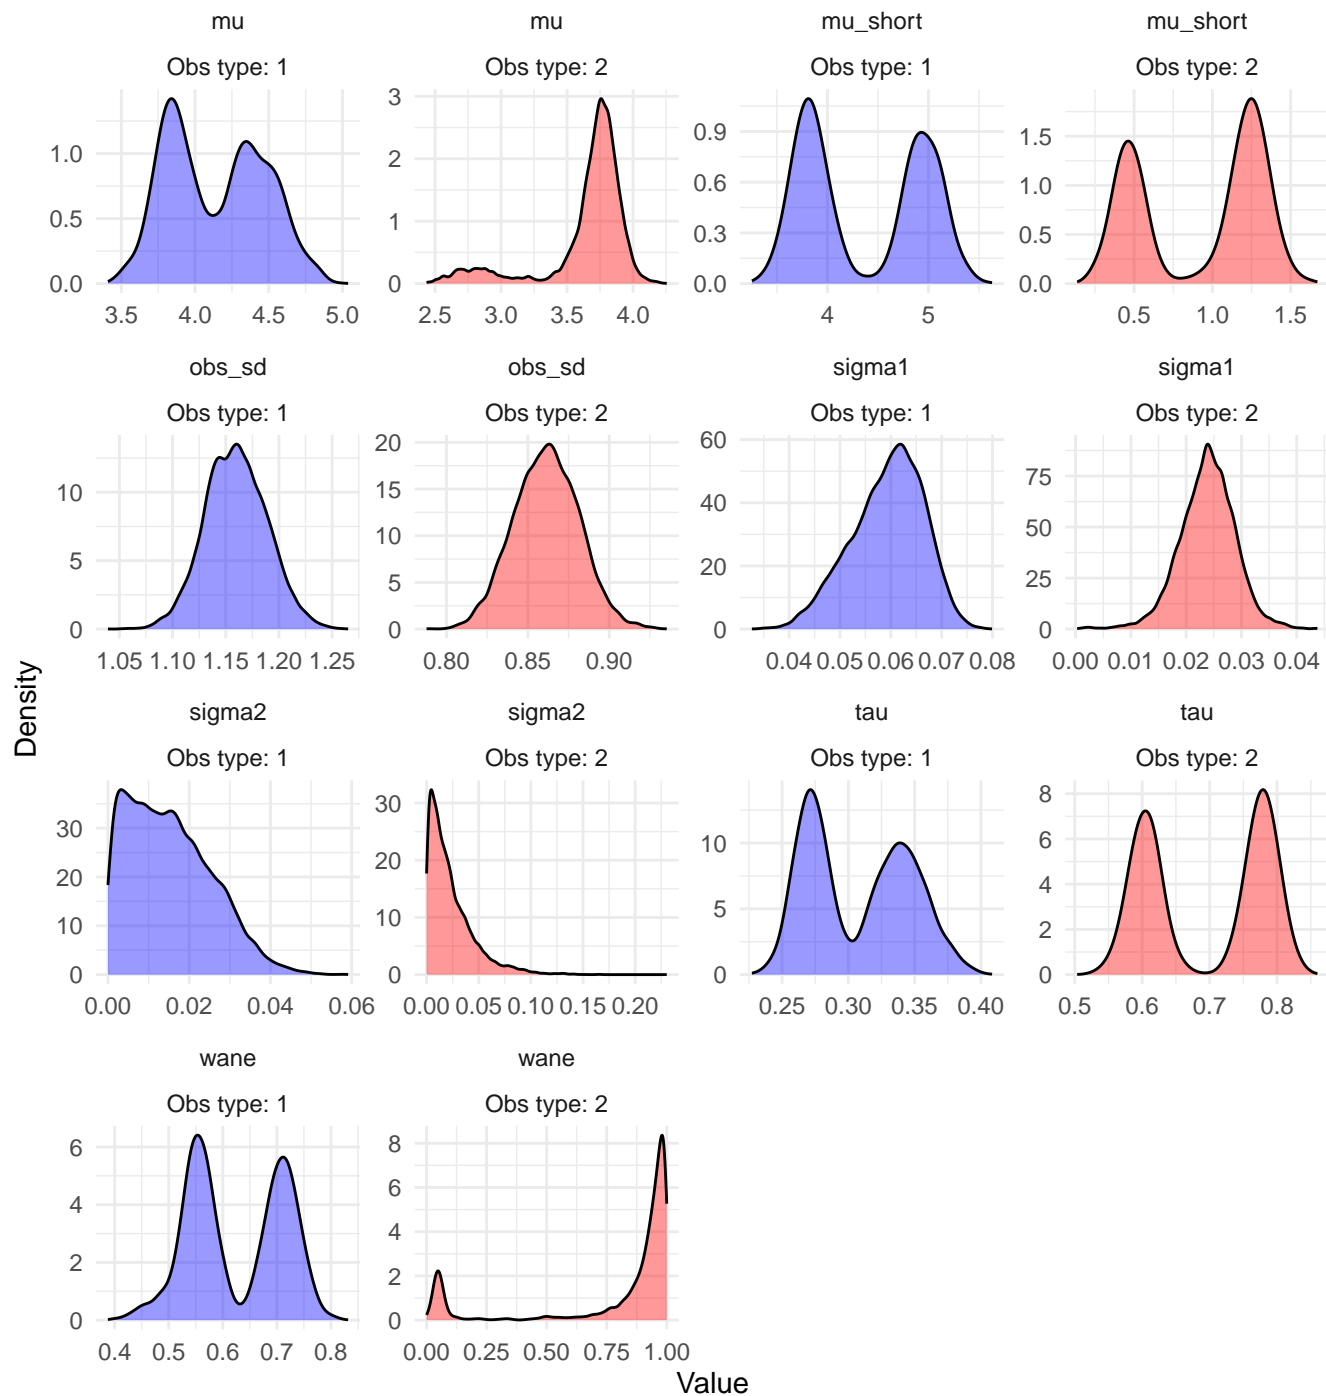 mu mu mu_short mu_short
Obs type: 1 Obs type: 2 Obs type: 1 Obs type: 2
0.0 0.5 1.0
3.5 4.0 4.5 5.0
0 1 2 3
2.5 3.0 3.5 4.0
0.0 0.3 0.6 0.9
4 5
0.0 0.5 1.0 1.5
0.5 1.0 1.5
obs_sd obs_sd sigma1 sigma1
Obs type: 1 Obs type: 2 Obs type: 1 Obs type: 2
0 5 10
1.05 1.10 1.15 1.20 1.25
0 5 10 15 20
0.80 0.85 0.90
0 20 40 60
0.04 0.05 0.06 0.07 0.08
0 25 50 75
0.00 0.01 0.02 0.03 0.04
Density
sigma2 sigma2 tau tau
Obs type: 1 Obs type: 2 Obs type: 1 Obs type: 2
0 10 20 30
0.00 0.02 0.04 0.06
0 10 20 30
0.00 0.05 0.10 0.15 0.20
0 5 10
0.25 0.30 0.35 0.40
0 2 4 6 8
0.5 0.6 0.7 0.8
wane wane
Obs type: 1 Obs type: 2
0 2 4 6
0.4 0.5 0.6 0.7 0.8
0 2 4 6 8
0.00 0.25 0.50 0.75 1.00
Value